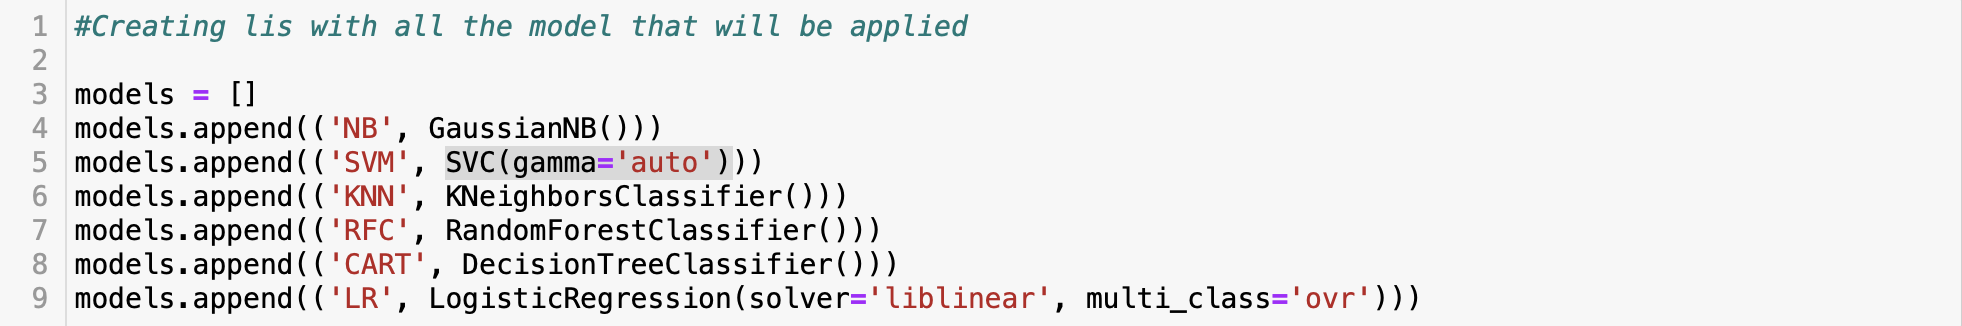 1 #Creating lis with all the model that will be applied
2
3 models = []
4 models.append(('NB', GaussianNB()))
5 models.append(('SVM', SVC(gamma='auto')))
6 models.append(('KNN', KNeighborsClassifier()))
7 models.append(('RFC', RandomForestClassifier()))
8 models.append(('CART', DecisionTreeClassifier()))
9 models.append(('LR', LogisticRegression(solver='liblinear', multi_class='ovr')))